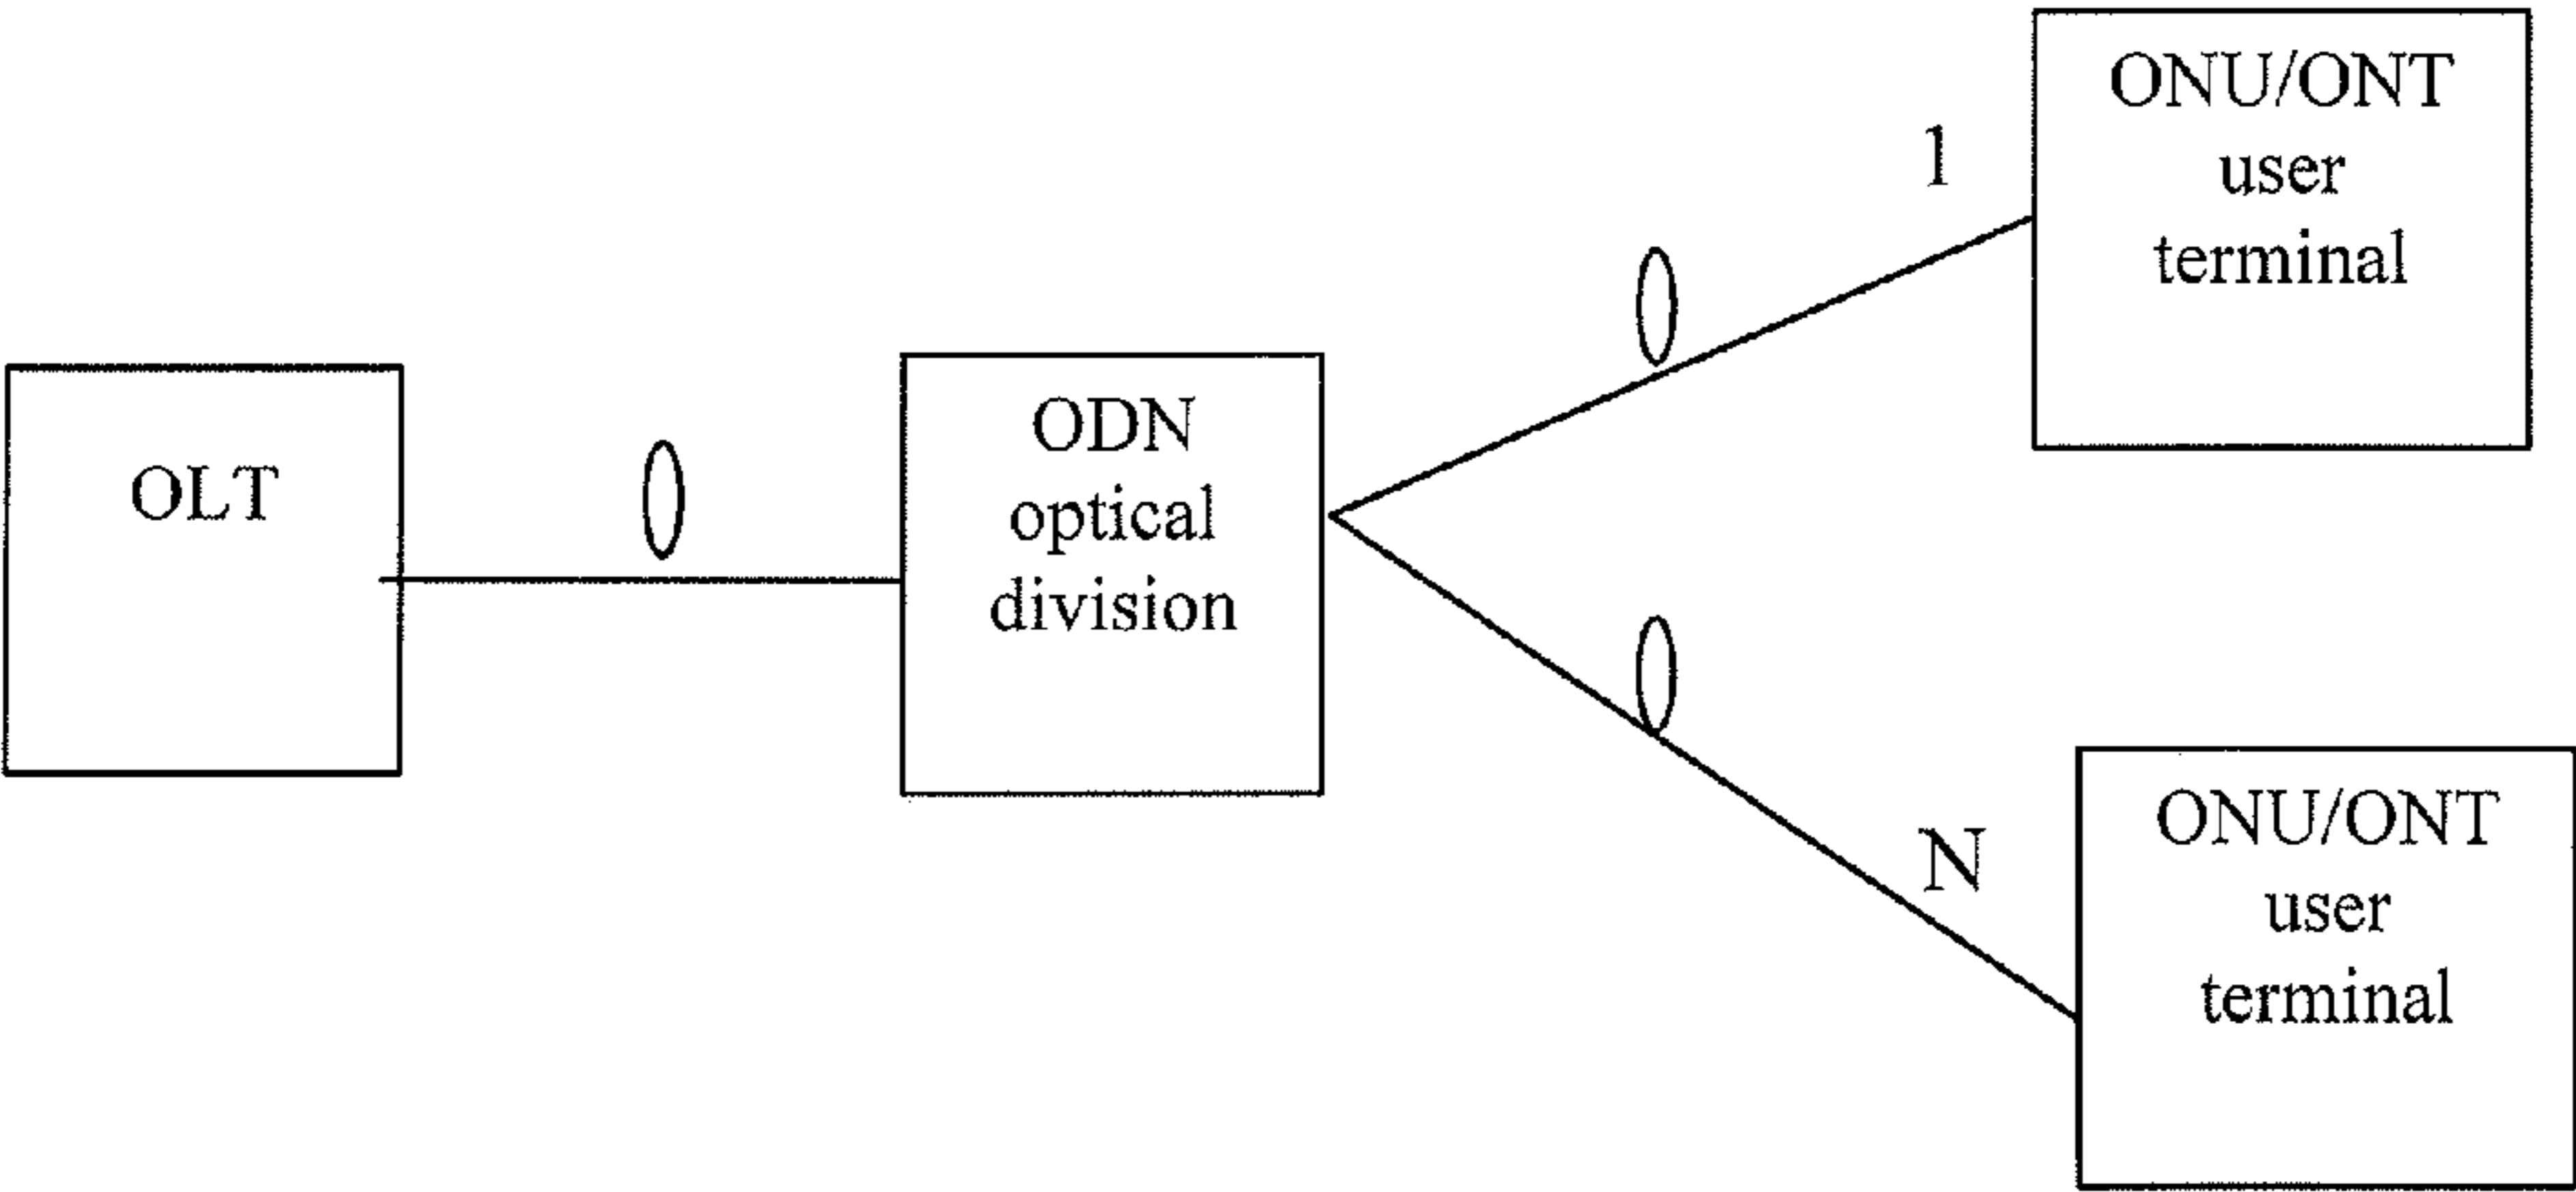 OLT
ODN
optical
division
1
ONU/ONT
user
terminal
N
ONU/ONT
user
terminal